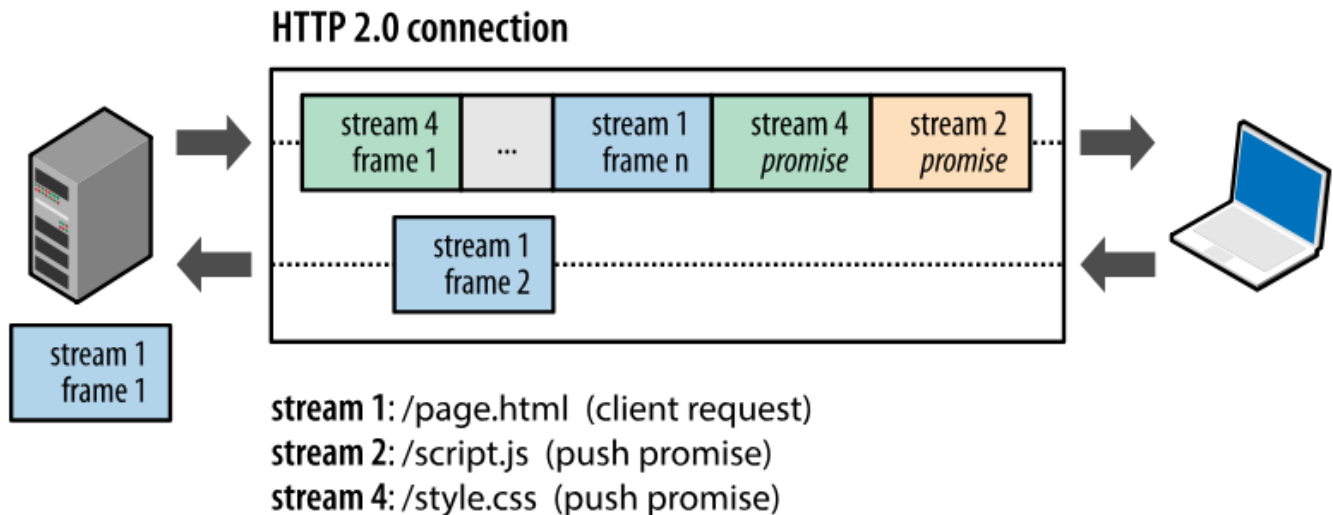 HTTP 2.0 connection
stream 4
frame 1
...
stream 1
frame n
stream 4
promise
stream 2
promise
stream 1
frame 2
stream 1
frame 1
stream 1: /page.html (client request)
stream 2: /script.js (push promise)
stream 4: /style.css (push promise)